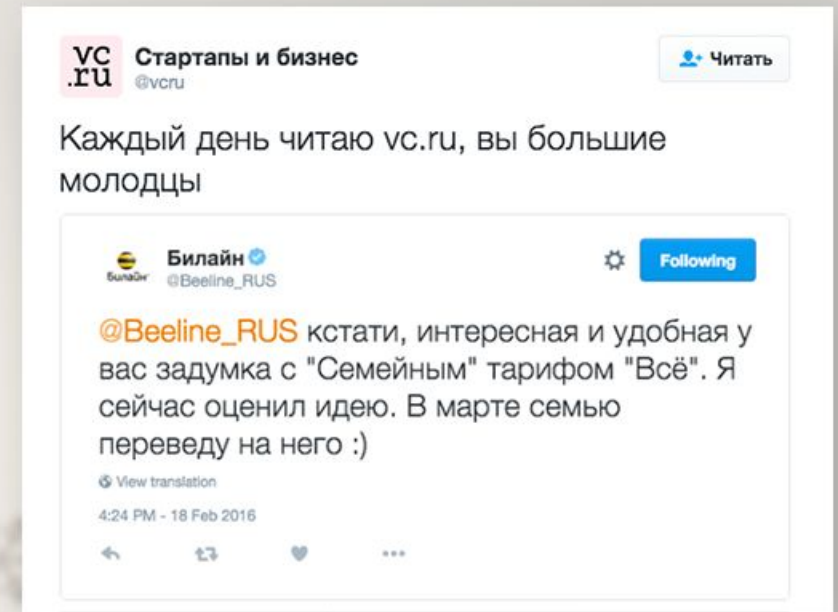 vc
.ru
Стартапы и бизнес
@vcru
Читать
Каждый день читаю vc.ru, вы большие
молодцы
Билайн
Билайн
@Beeline_RUS
Following
@Beeline_RUS кстати, интересная и удобная у
вас задумка с "Семейным" тарифом "Всё". Я
сейчас оценил идею. В марте семью
переведу на него :)
View translation
4:24 PM - 18 Feb 2016